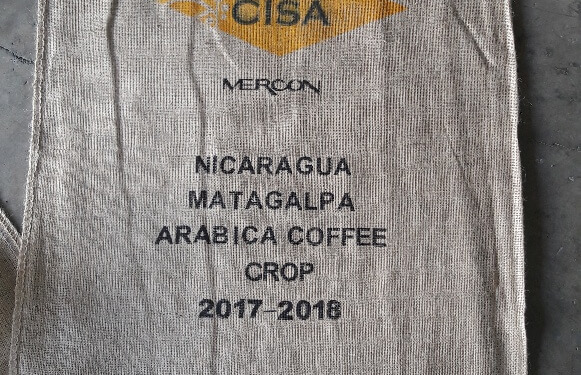 CISA
MERCON
NICARAGUA
MATAGALPA
ARABICA COFFEE
CROP
2017-2018